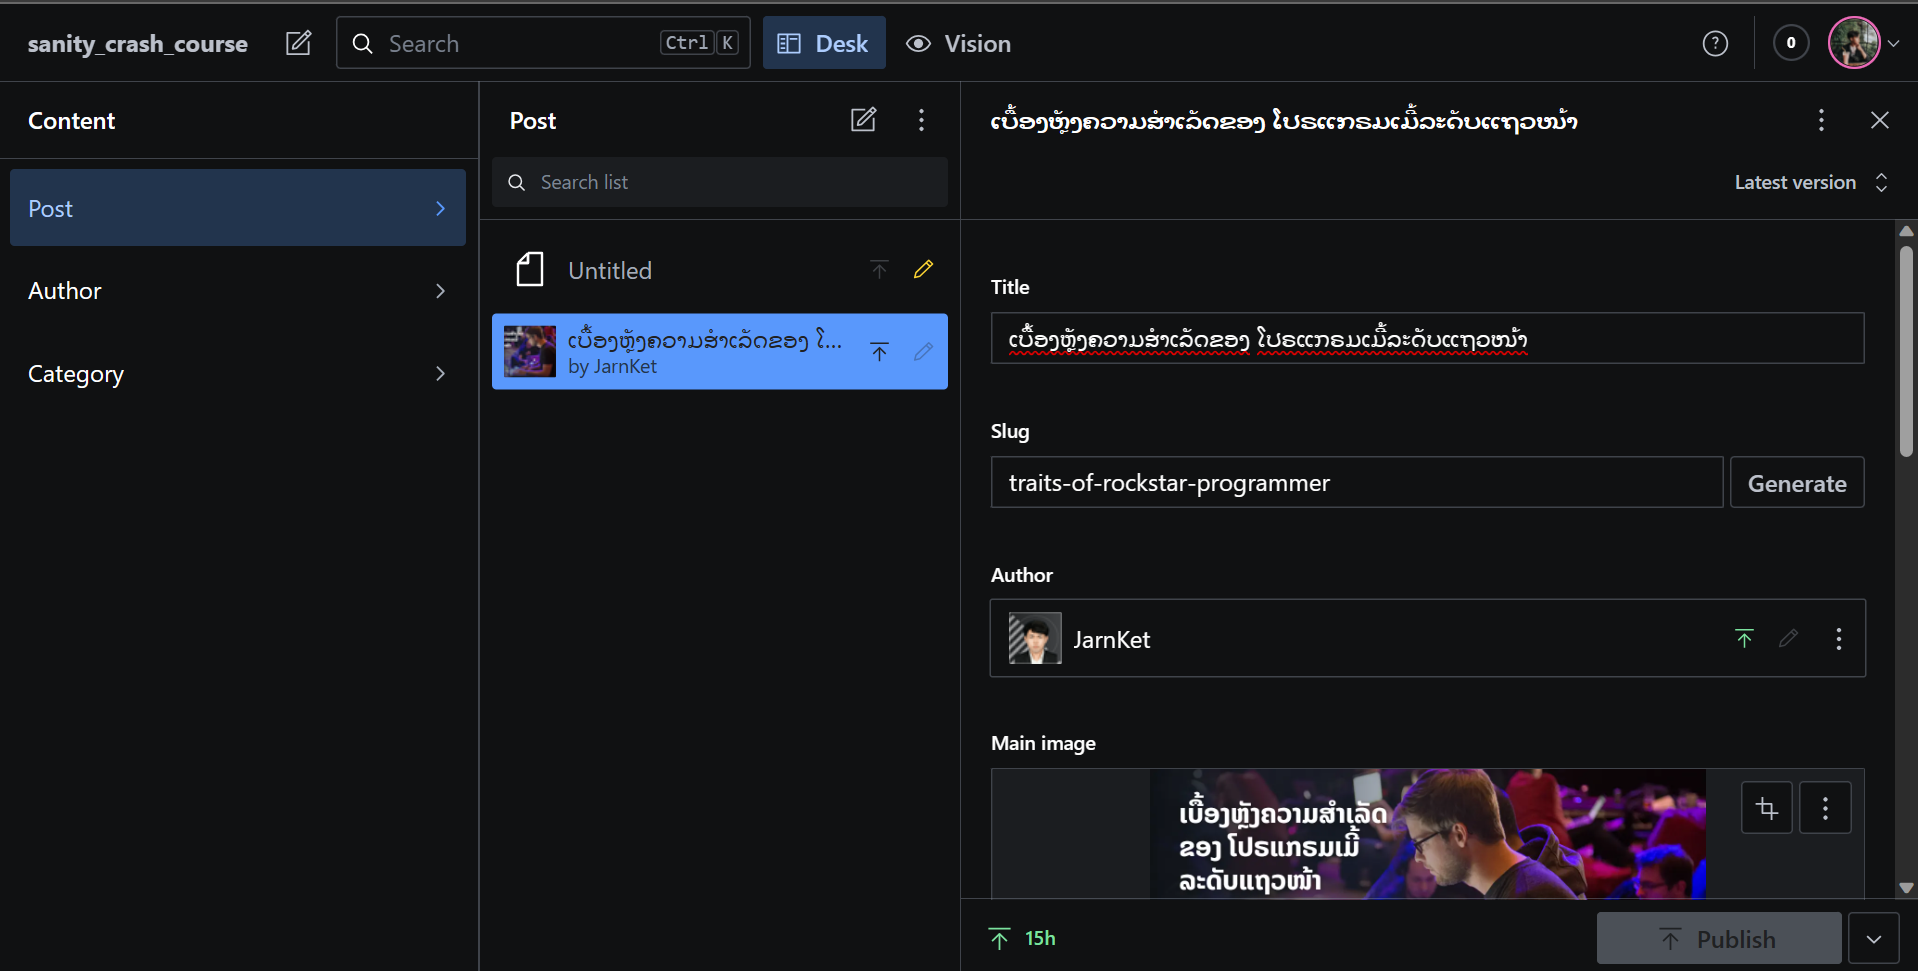 sanity_crash_course
Search
Ctrl K
Desk
Vision
0
Content
Post
Author
Category
Post
Search list
Untitled
ເບື້ອງຫຼັງຄວາມສຳເລັດຂອງ ໂ...
by JarnKet
ເບື້ອງຫຼັງຄວາມສຳເລັດຂອງ ໂປຣແກຣມເມີ້ລະດັບແຖວໜ້າ
Latest version
Title
ເບື້ອງຫຼັງຄວາມສຳເລັດຂອງ ໂປຣແກຣມເມີ້ລະດັບແຖວໜ້າ
Slug
traits-of-rockstar-programmer
Generate
Author
JarnKet
Main image
ເບື້ອງຫຼັງຄວາມສຳເລັດ
ຂອງ ໂປຣແກຣມເມີ້
ລະດັບແຖວໜ້າ
15h
Publish